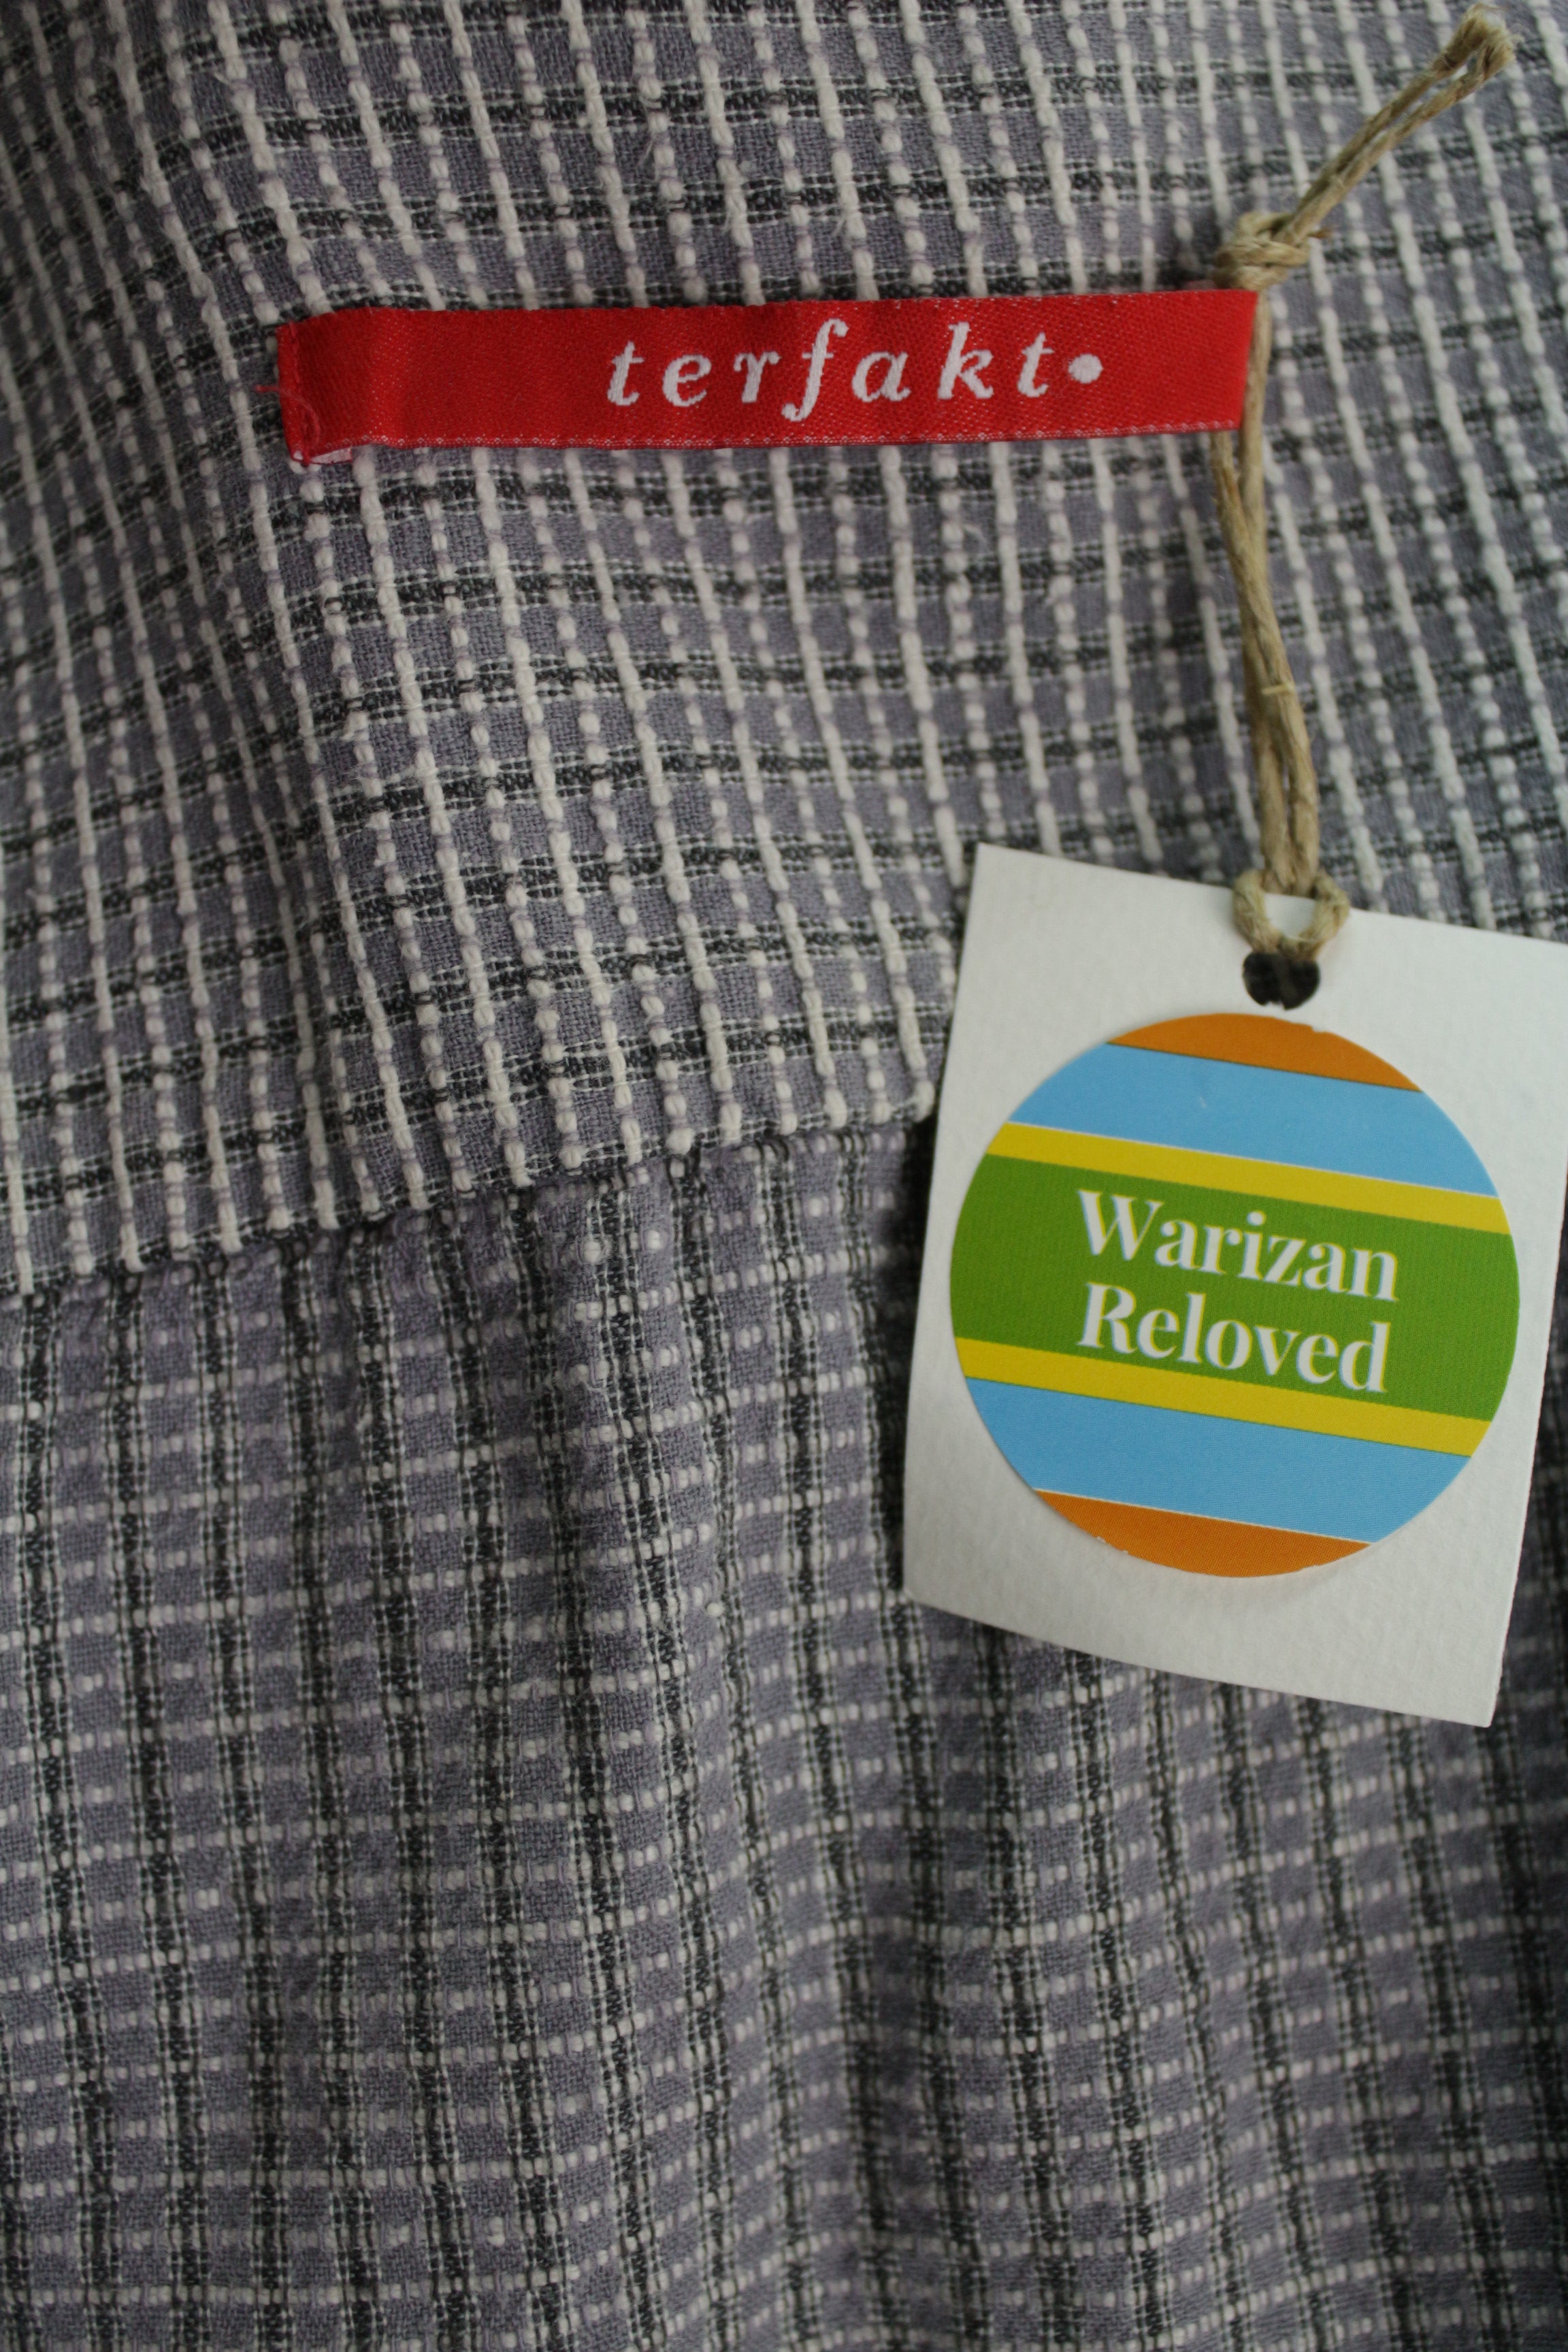 terfakt•
Warizan
Reloved